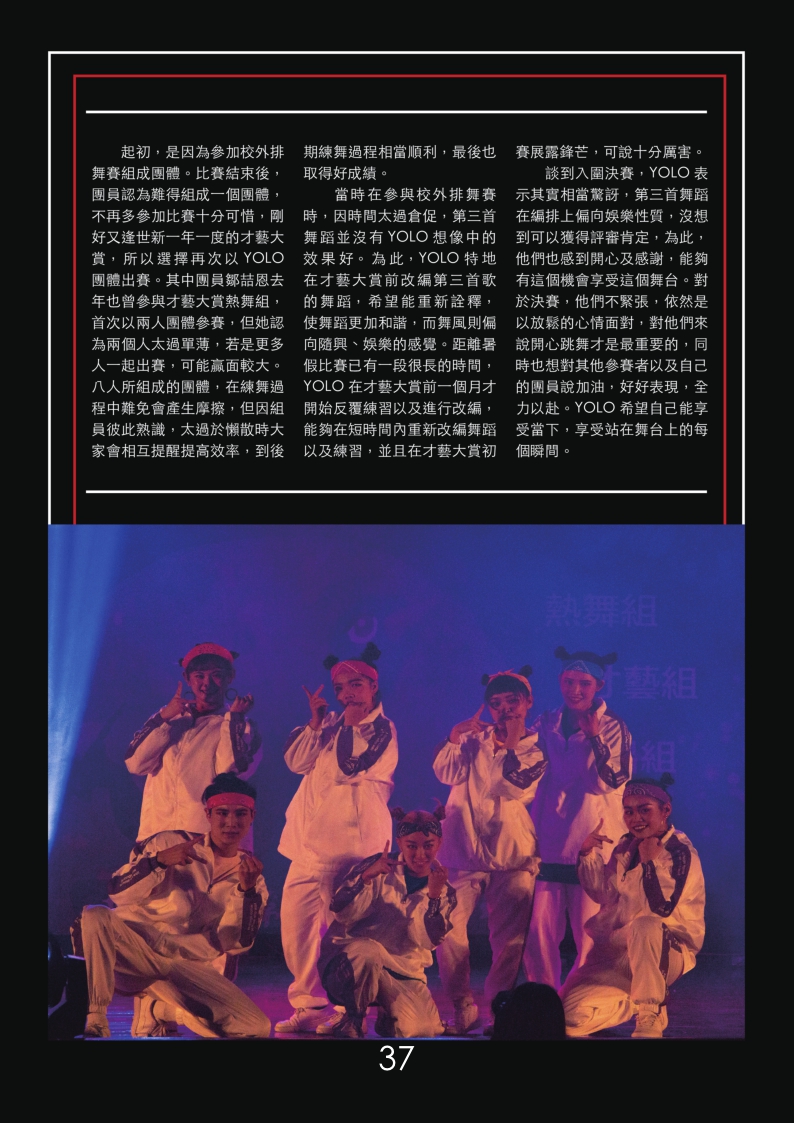 起初，是因為參加校外排
舞賽組成團體。比賽結束後，
團員認為難得組成一個團體，
不再多參加比賽十分可惜，剛
好又逢世新一年一度的才藝大
賞，所以選擇再次以 YOLO
團體出賽。其中團員鄒喆恩去
年也曾參與才藝大賞熱舞組，
首次以兩人團體參賽，但她認
為兩個人太過單薄，若是更多
人一起出賽，可能贏面較大。
八人所組成的團體，在練舞過
程中難免會產生摩擦，但因組
員彼此熟識，太過於懶散時大
家會相互提醒提高效率，到後
期練舞過程相當順利，最後也
取得好成績。
當時在參與校外排舞賽
時，因時間太過倉促，第三首
舞蹈並沒有 YOLO 想像中的
效果好。為此，YOLO 特地
在才藝大賞前改編第三首歌
的舞蹈，希望能重新詮釋，
使舞蹈更加和諧，而舞風則偏
向隨興、娛樂的感覺。距離暑
假比賽已有一段很長的時間，
YOLO 在才藝大賞前一個月才
開始反覆練習以及進行改編，
能夠在短時間內重新改編舞蹈
以及練習，並且在才藝大賞初
賽展露鋒芒，可說十分厲害。
談到入圍決賽，YOLO 表
示其實相當驚訝，第三首舞蹈
在編排上偏向娛樂性質，沒想
到可以獲得評審肯定，為此，
他們也感到開心及感謝，能夠
有這個機會享受這個舞台。對
於決賽，他們不緊張，依然是
以放鬆的心情面對，對他們來
說開心跳舞才是最重要的，同
時也想對其他參賽者以及自己
的團員說加油，好好表現，全
力以赴。YOLO 希望自己能享
受當下，享受站在舞台上的每
個瞬間。
熱舞組
才藝組
組
37